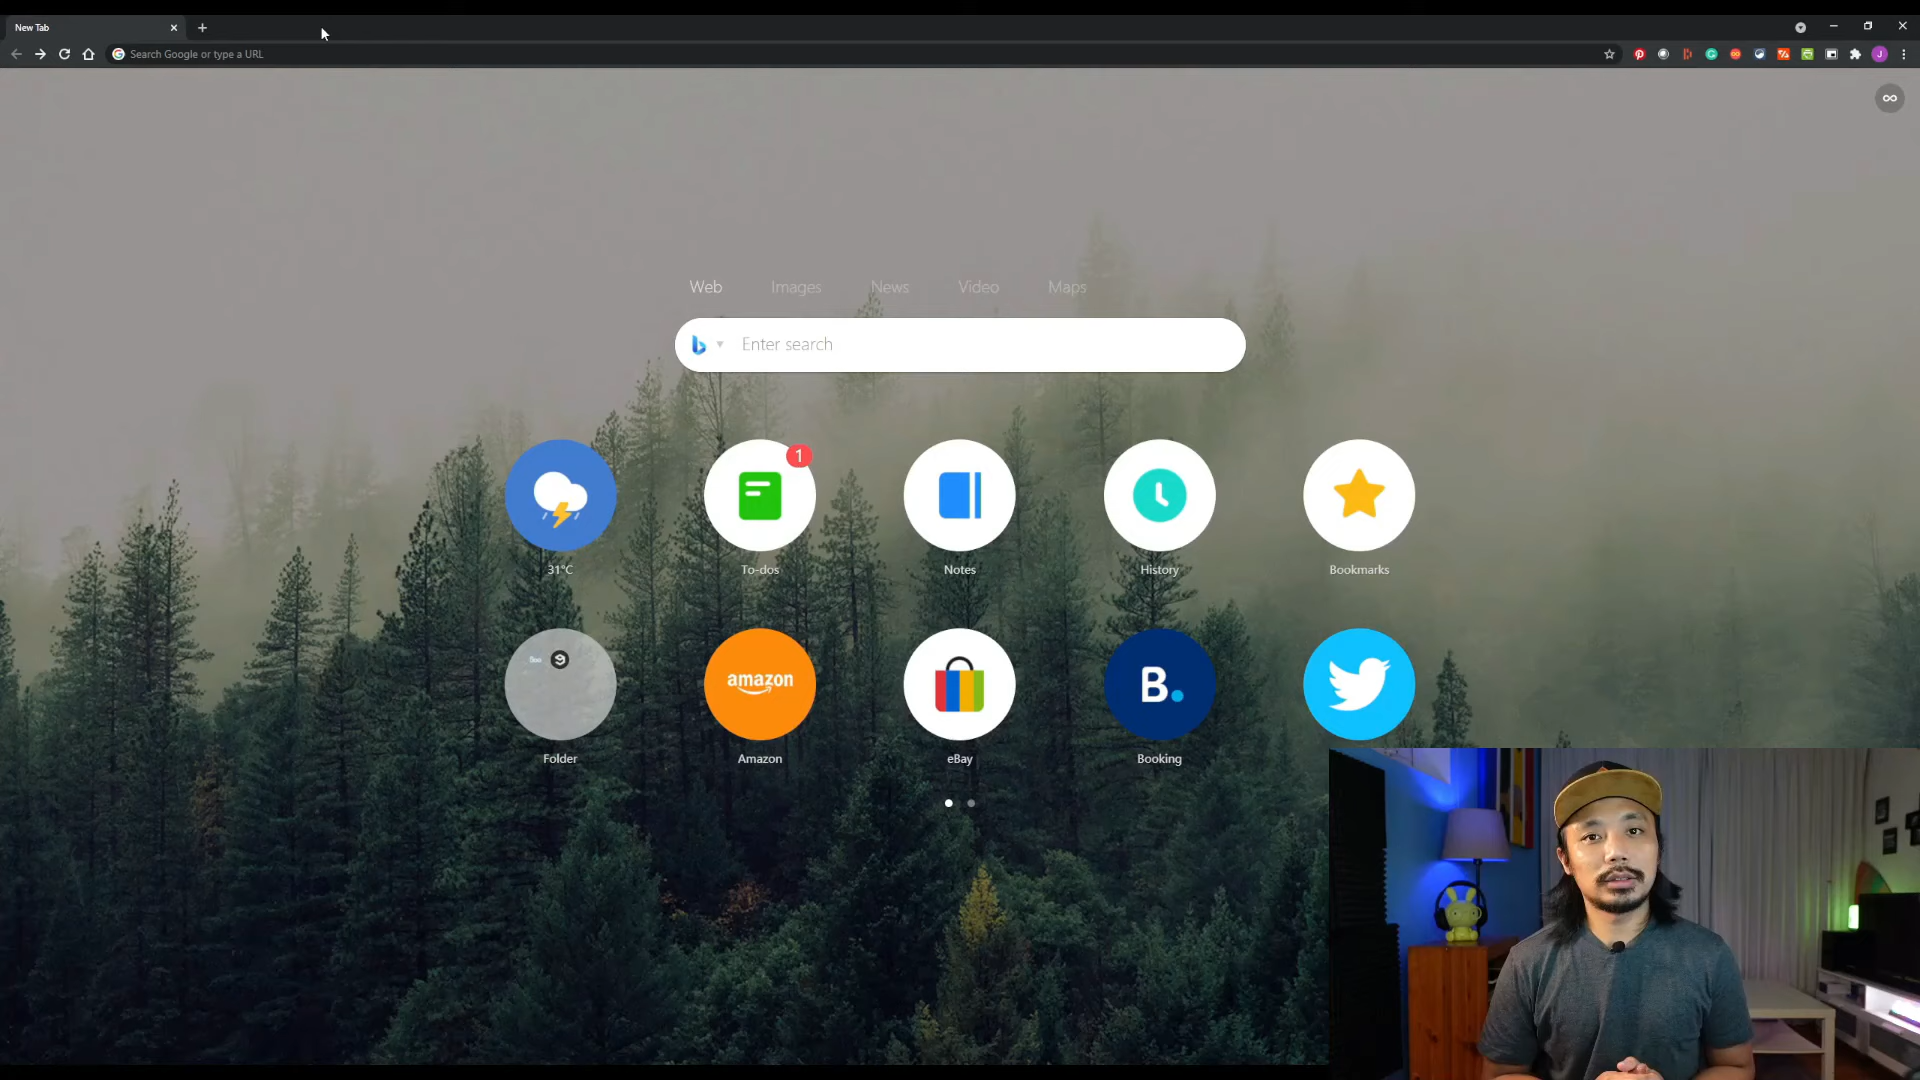 New Tab
Search Google or type a URL
J
Web Images News Video Maps
Enter search
1
31°C To-dos Notes History Bookmarks
amazon
B.
Folder Amazon eBay Booking